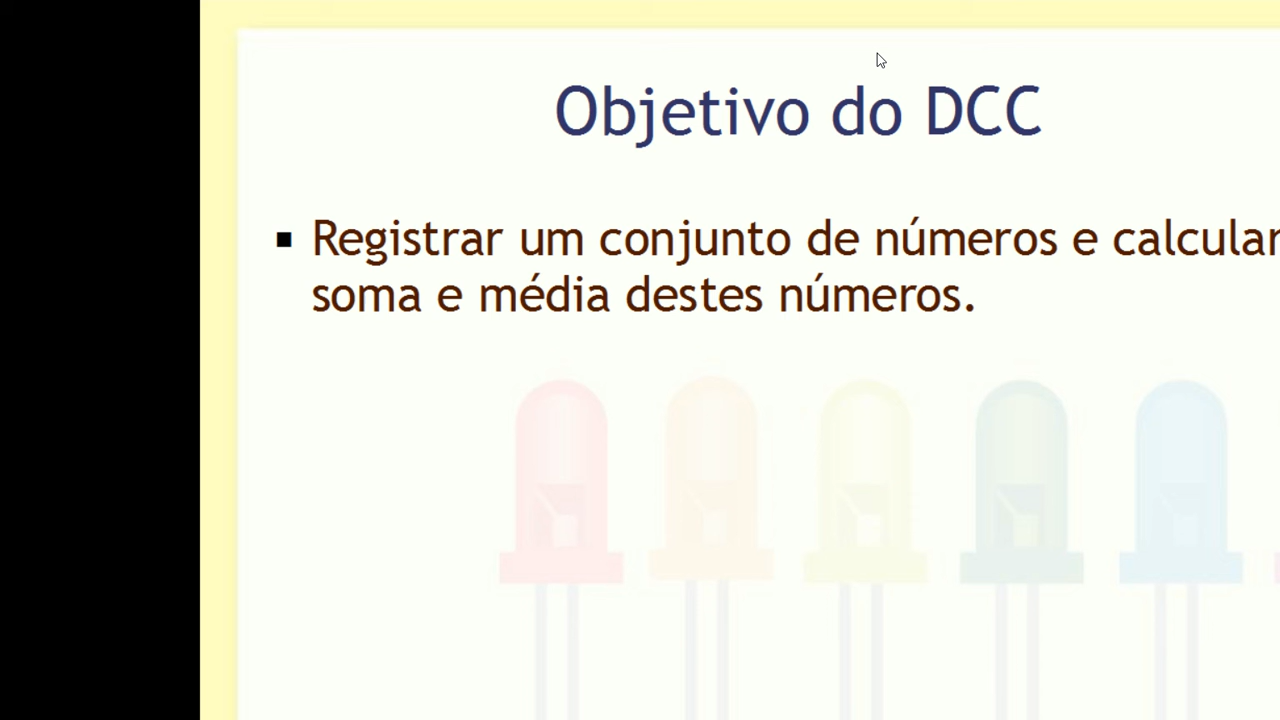 Objetivo do DCC
▪ Registrar um conjunto de números e calcular
soma e média destes números.